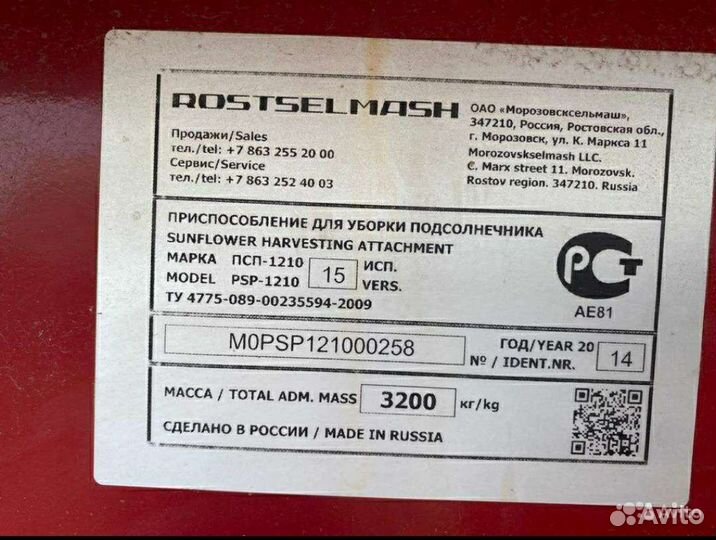 ROSTSELMASH
Продажи/Sales
тел./tel: +7 863 255 20 00
Сервис/Service
тел./tel: +7 863 252 40 03
ОАО «Морозовсксельмаш»,
347210, Россия, Ростовская обл.,
г. Морозовск, ул. К. Маркса 11
Morozovskselmash LLC.
C. Marx street 11. Morozovsk.
Rostov region. 347210. Russia
ПРИСПОСОБЛЕНИЕ ДЛЯ УБОРКИ ПОДСОЛНЕЧНИКА
SUNFLOWER HARVESTING ATTACHMENT
МАРКА ПСП-1210 15 ИСП.
MODEL PSP-1210 VERS.
ТУ 4775-089-00235594-2009
РСТ
АЕ81
M0PSP121000258
ГОД/YEAR 20 14
№ / IDENT.NR.
МАССА / TOTAL ADM. MASS 3200 кг/kg
СДЕЛАНО В РОССИИ / MADE IN RUSSIA
Avito